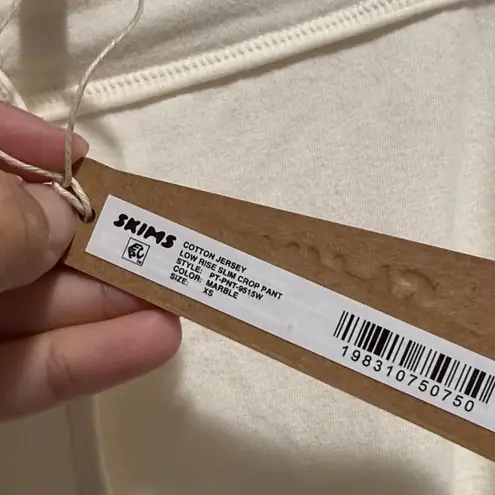 SKIMS
COTTON JERSEY
LOW RISE SLIM CROP PANT
STYLE: PT-PNT-9515W
COLOR: MARBLE
SIZE: XS
198310750750